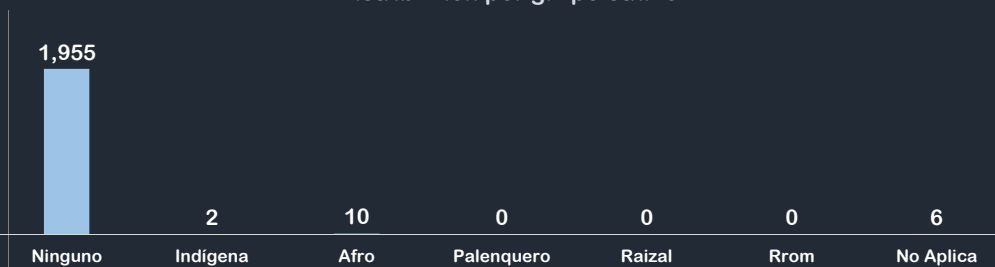 1,955
2
10
0
0
0
6
Ninguno
Indígena
Afro
Palenquero
Raizal
Rrom
No Aplica